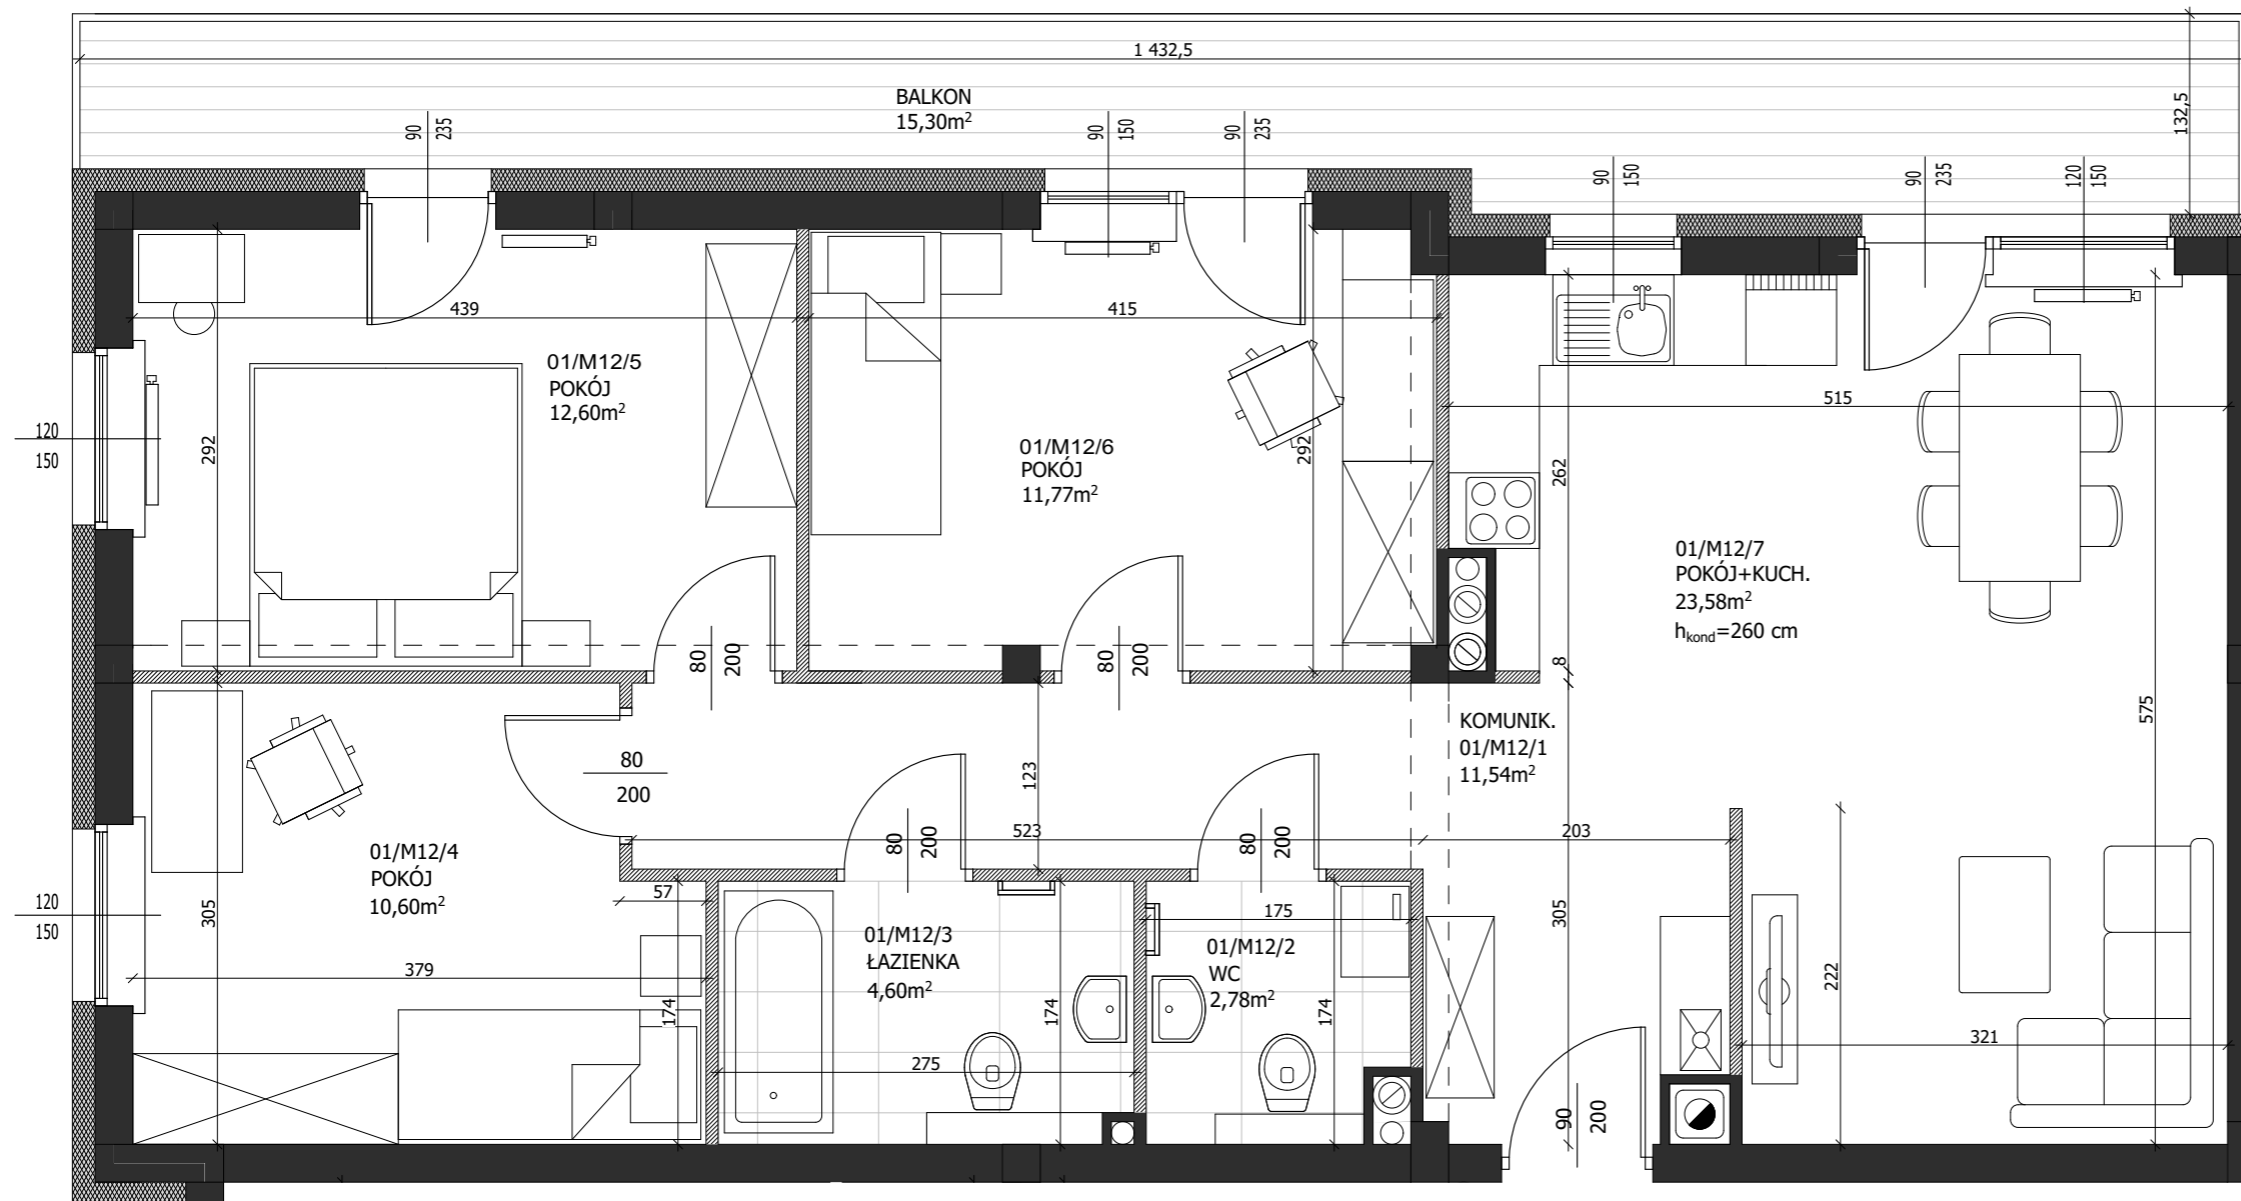 1 432,5
BALKON
15,30m²
132,5
90
235
90
150
90
235
90
150
90
235
120
150
439
415
515
01/M12/5
POKÓJ
12,60m²
292
120
150
01/M12/6
POKÓJ
11,77m²
292
262
01/M12/7
POKÓJ+KUCH.
23,58m²
hkond=260 cm
80
200
80
200
8
575
KOMUNIK.
01/M12/1
11,54m²
80
200
123
523
80
200
80
200
203
01/M12/4
POKÓJ
10,60m²
120
150
305
57
379
174
01/M12/3
ŁAZIENKA
4,60m²
174
275
175
01/M12/2
WC
2,78m²
174
305
222
321
90
200